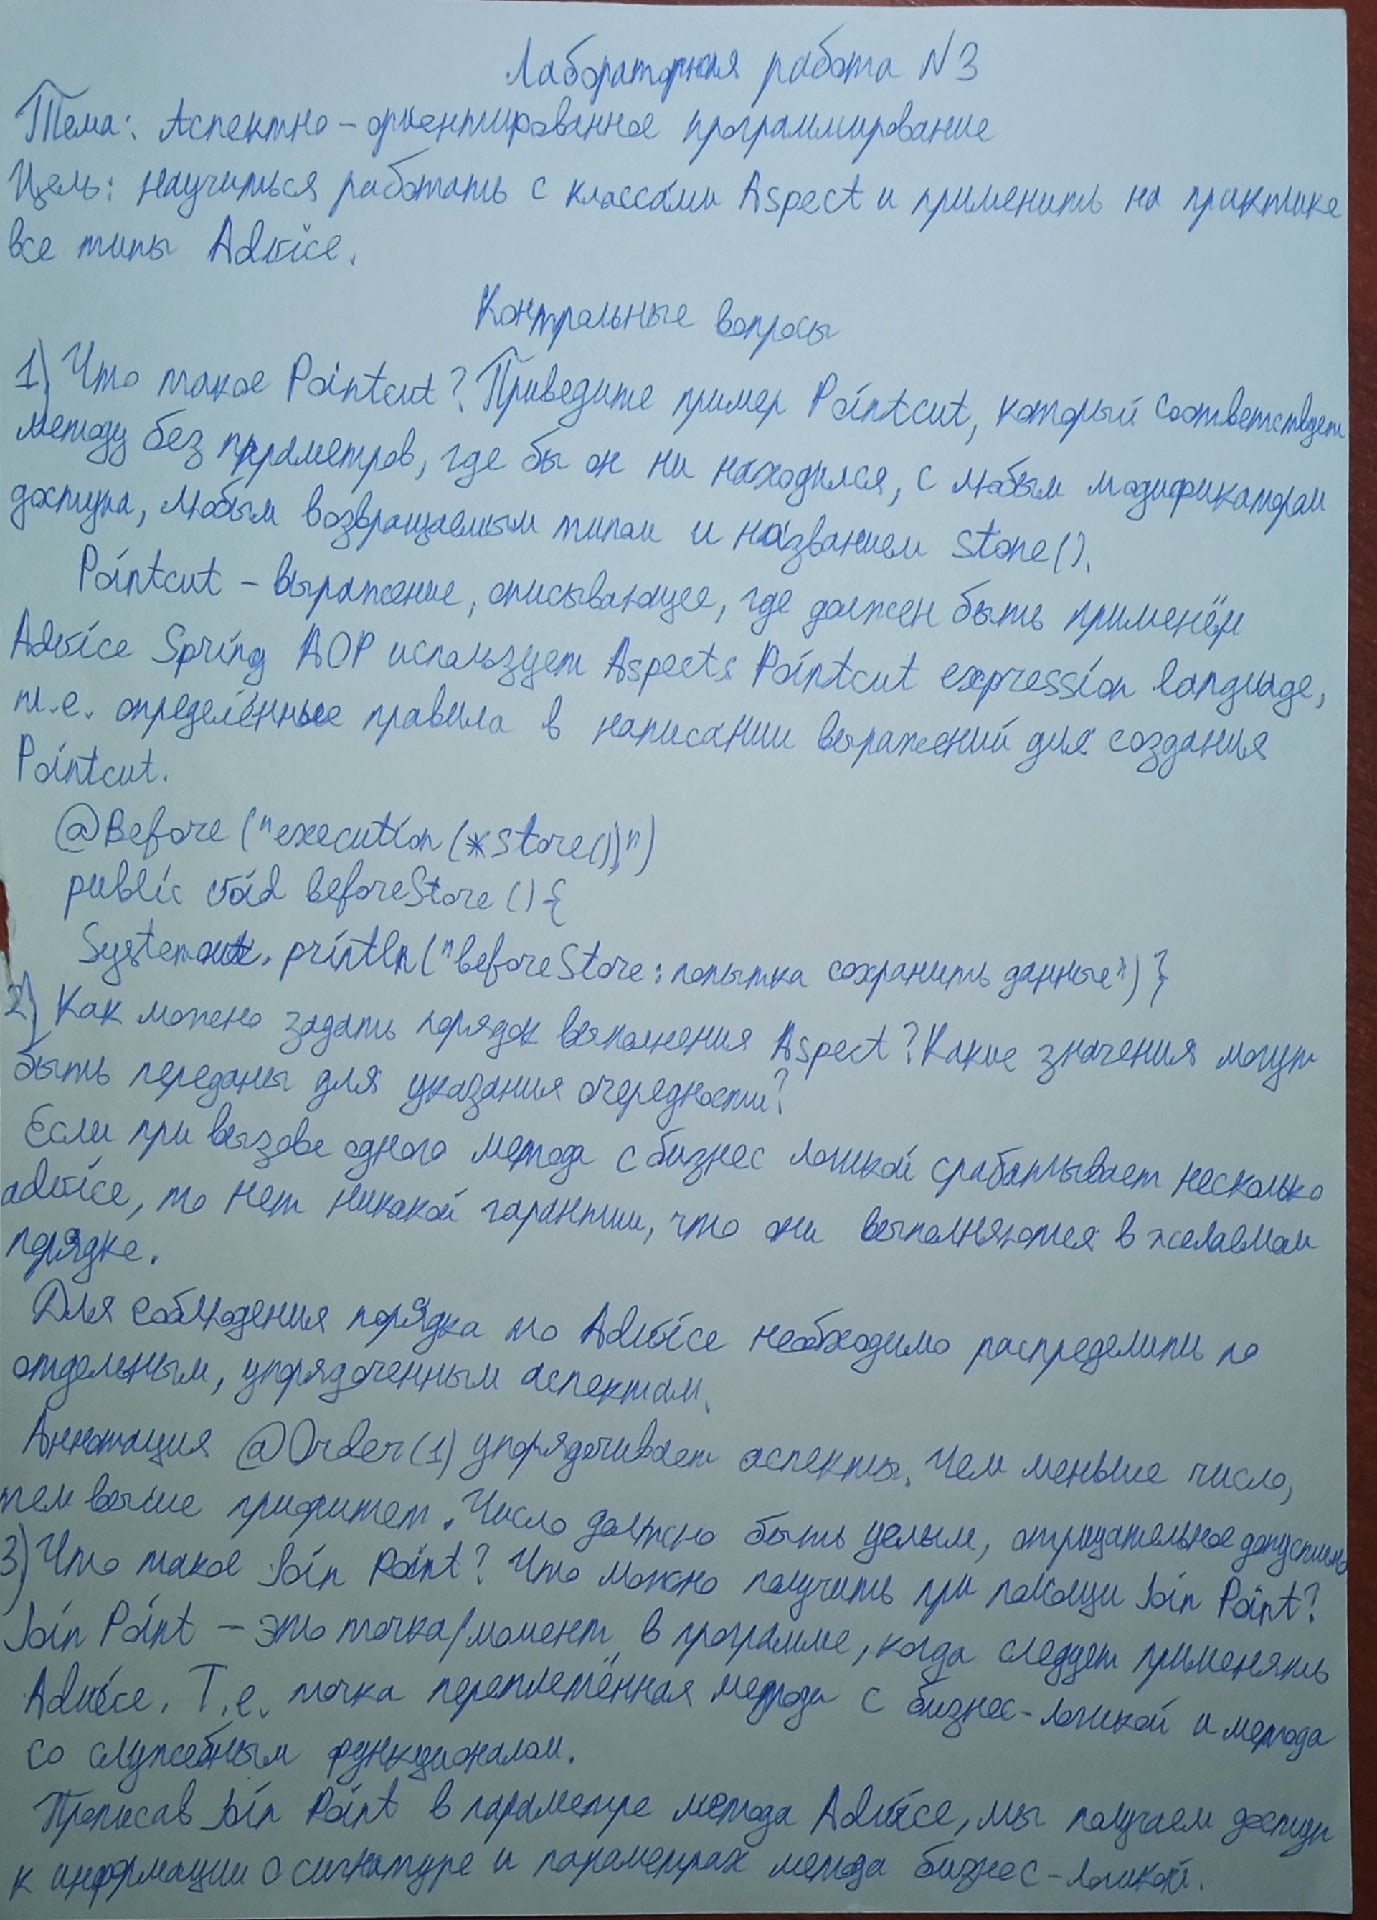 Лабораторная работа N3
Тема: Аспектно-ориентированное программирование
Цель: научиться работать с классами Aspect и применить на практике
все типы Advice.
Контрольные вопросы
1) Что такое Pointcut? Приведите пример Pointcut, который соответствует
методу без параметров, где бы он ни находился, с любым модификатором
доступа, любым возвращаемым типом и названием store().
Pointcut – выражение, описывающее, где должен быть применён
Advice Spring AOP использует Aspects Pointcut expression language,
т.е. определённые правила в написании выражений для создания
Pointcut.
@Before ("execution (*store())")
public void beforeStore () {
System.out. println ("beforeStore: попытка сохранить данные") }
2) Как можно задать порядок выполнения Aspect? Какие значения могут
быть переданы для указания очередности?
Если при вызове одного метода с бизнес логикой срабатывает несколько
advice, то нет никакой гарантии, что они выполняются в желаемом
порядке.
Для соблюдения порядка то Advice необходимо распределить по
отдельным, упорядоченным аспектам.
Аннотация @Order(1) упорядочивает аспекты. Чем меньше число,
тем выше приоритет. Число должно быть целым, отрицательное допустимо
3) Что такое Join Point? Что можно получить при помощи Join Point?
Join Point – это точка/момент в программе, когда следует применять
Advice. Т.е. точка переплетённая метода с бизнес-логикой и метода
со служебным функционалом.
Прописав Join Point в параметре метода Advice, мы получаем доступ
к информации о сигнатуре и параметрах метода бизнес-логикой.